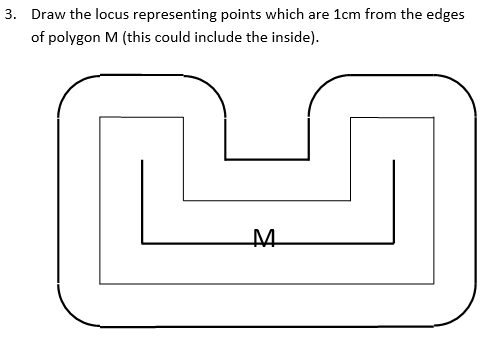 3. Draw the locus representing points which are 1cm from the edges
of polygon M (this could include the inside).
M